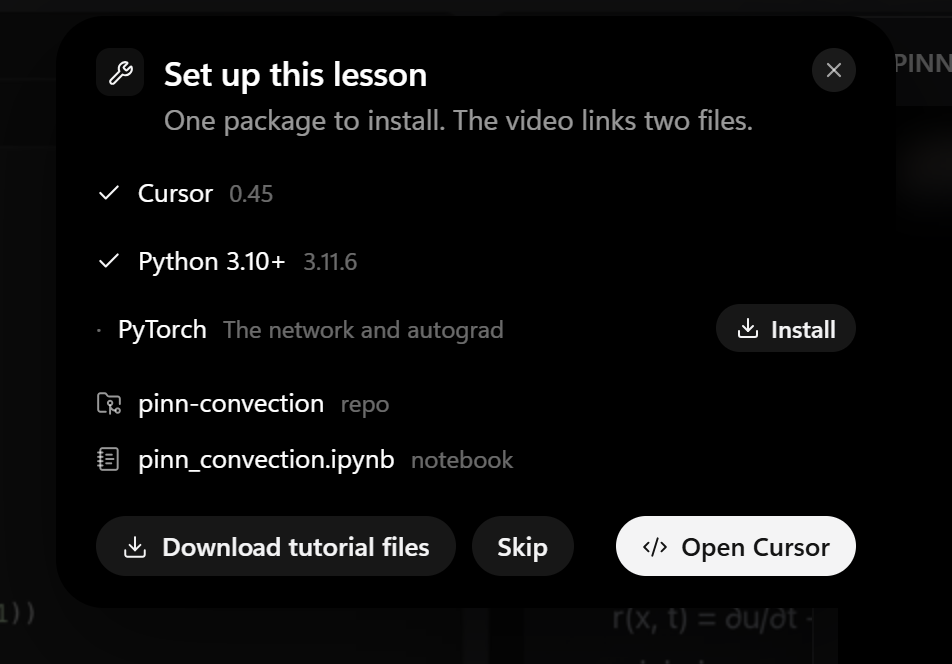 Set up this lesson
PINN
One package to install. The video links two files.
Cursor 0.45
Python 3.10+ 3.11.6
· PyTorch The network and autograd Install
pinn-convection repo
pinn_convection.ipynb notebook
Download tutorial files Skip </> Open Cursor
1))
r(x, t) = ∂u/∂t -